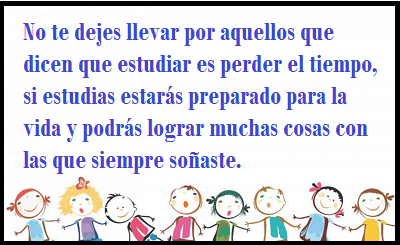 No te dejes llevar por aquellos que
dicen que estudiar es perder el tiempo,
si estudias estarás preparado para la
vida y podrás lograr muchas cosas con
las que siempre soñaste.